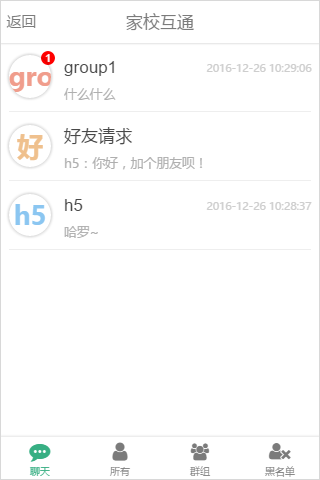 返回 家校互通
gro 1 group1 2016-12-26 10:29:06
什么什么
好 好友请求
h5：你好，加个朋友呗！
h5 h5 2016-12-26 10:28:37
哈罗~
聊天 所有 群组 黑名单